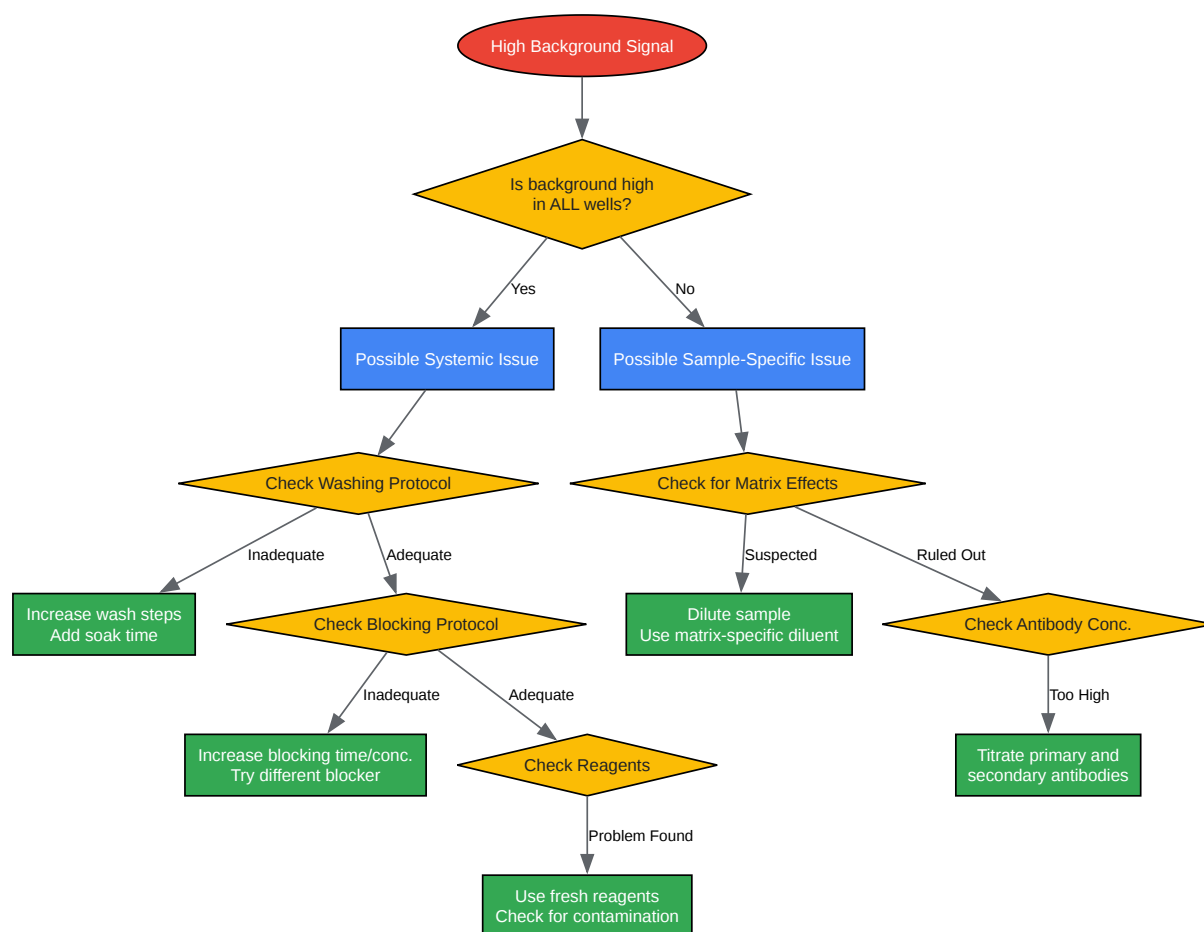 High Background Signal
Is background high
in ALL wells?
Yes
No
Possible Systemic Issue
Possible Sample-Specific Issue
Check Washing Protocol
Check for Matrix Effects
Inadequate
Adequate
Suspected
Ruled Out
Increase wash steps
Add soak time
Check Blocking Protocol
Dilute sample
Use matrix-specific diluent
Check Antibody Conc.
Inadequate
Adequate
Too High
Increase blocking time/conc.
Try different blocker
Check Reagents
Titrate primary and
secondary antibodies
Problem Found
Use fresh reagents
Check for contamination